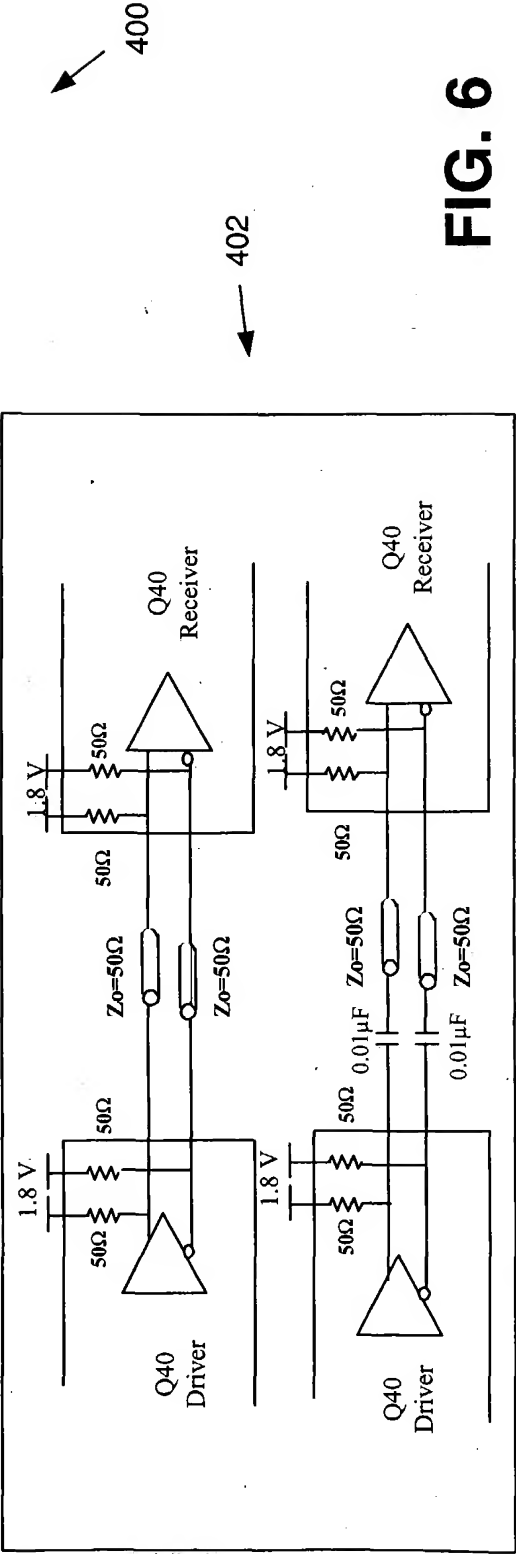 400
402
FIG. 6
1.8 V
50Ω
50Ω
Q40
Driver
Zo=50Ω
Zo=50Ω
1.8 V
50Ω
50Ω
Q40
Receiver
1.8 V
50Ω
50Ω
Q40
Driver
0.01µF
0.01µF
Zo=50Ω
Zo=50Ω
1.8 V
50Ω
50Ω
Q40
Receiver